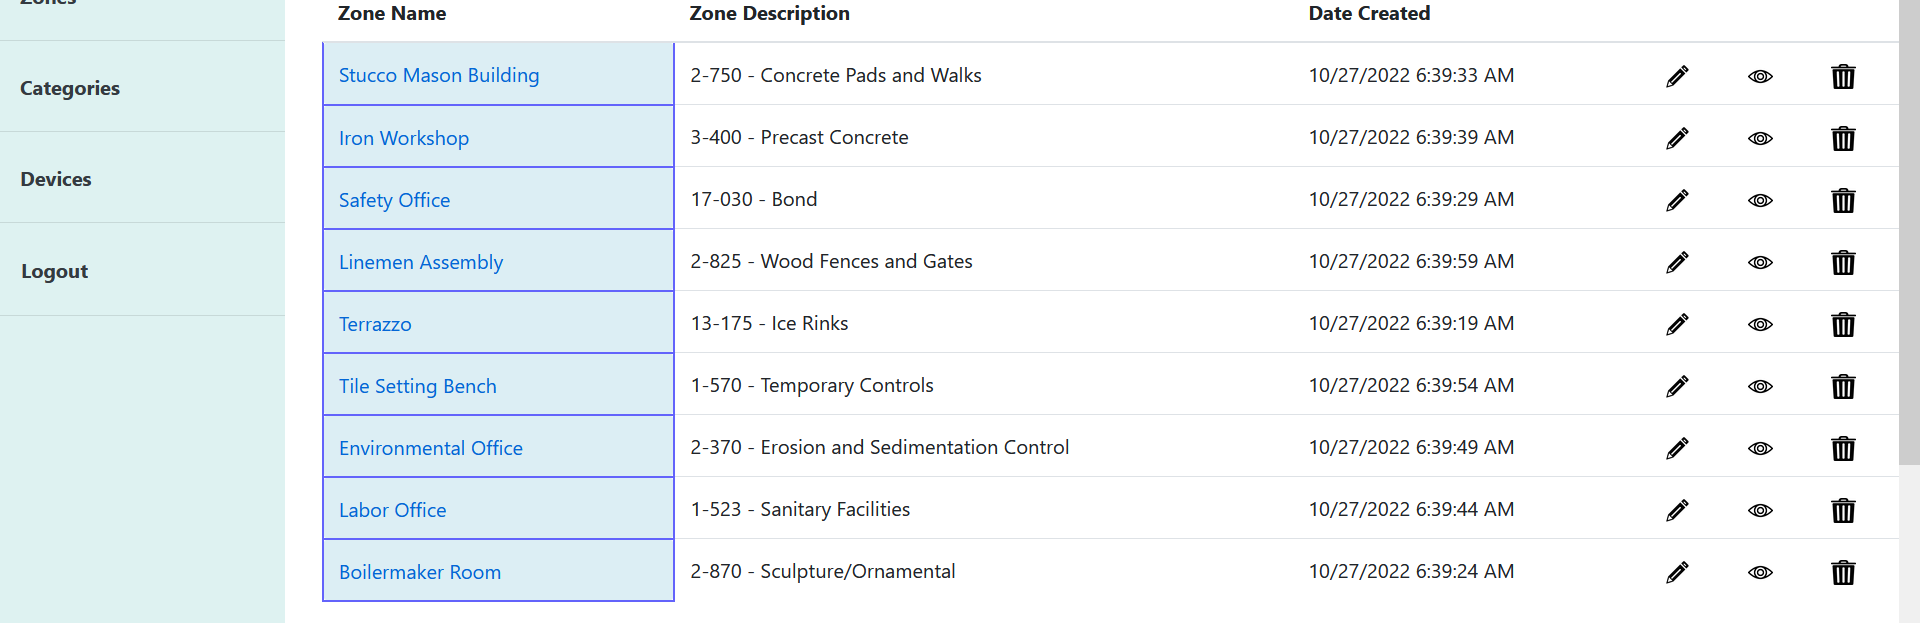 Zones
Categories
Devices
Logout
Zone Name Zone Description Date Created
Stucco Mason Building 2-750 - Concrete Pads and Walks 10/27/2022 6:39:33 AM
Iron Workshop 3-400 - Precast Concrete 10/27/2022 6:39:39 AM
Safety Office 17-030 - Bond 10/27/2022 6:39:29 AM
Linemen Assembly 2-825 - Wood Fences and Gates 10/27/2022 6:39:59 AM
Terrazzo 13-175 - Ice Rinks 10/27/2022 6:39:19 AM
Tile Setting Bench 1-570 - Temporary Controls 10/27/2022 6:39:54 AM
Environmental Office 2-370 - Erosion and Sedimentation Control 10/27/2022 6:39:49 AM
Labor Office 1-523 - Sanitary Facilities 10/27/2022 6:39:44 AM
Boilermaker Room 2-870 - Sculpture/Ornamental 10/27/2022 6:39:24 AM